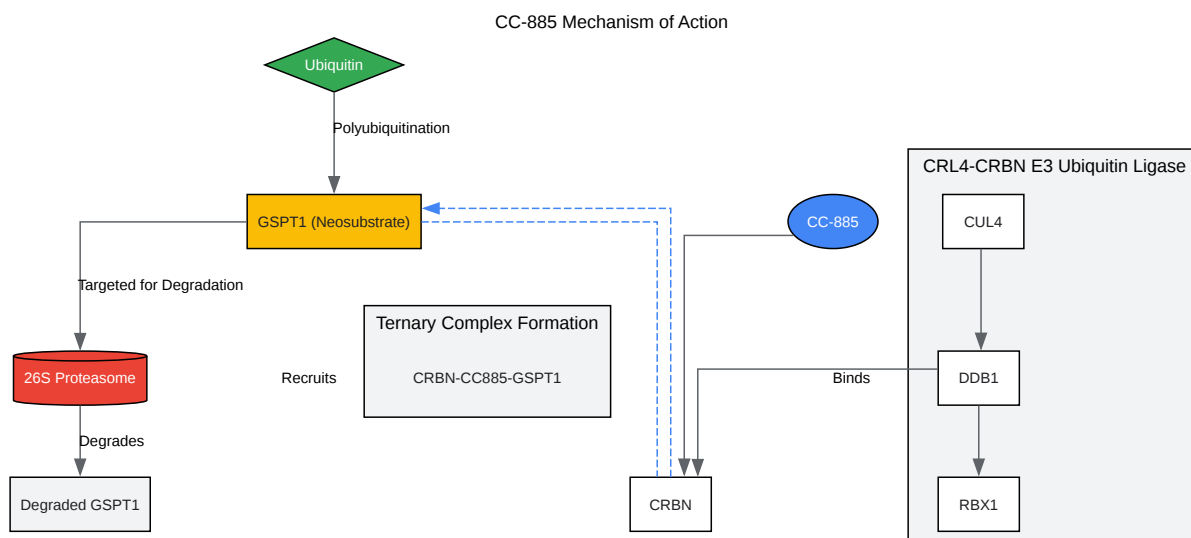 CC-885 Mechanism of Action
Ubiquitin
Polyubiquitination
CRL4-CRBN E3 Ubiquitin Ligase
GSPT1 (Neosubstrate)
CC-885
CUL4
Targeted for Degradation
Ternary Complex Formation
26S Proteasome
Recruits
CRBN-CC885-GSPT1
Binds
DDB1
Degrades
Degraded GSPT1
CRBN
RBX1